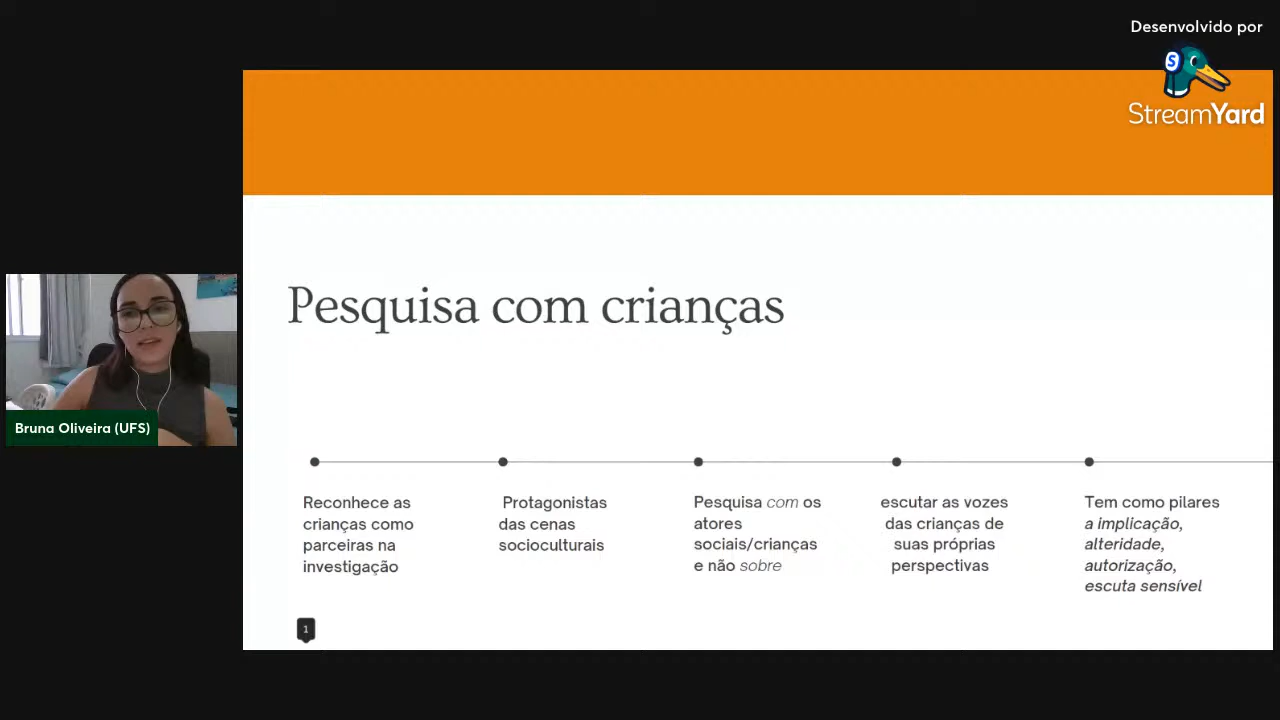 Desenvolvido por
S
StreamYard
Pesquisa com crianças
Reconhece as
crianças como
parceiras na
investigação
Protagonistas
das cenas
socioculturais
Pesquisa com os
atores
sociais/crianças
e não sobre
escutar as vozes
das crianças de
suas próprias
perspectivas
Tem como pilares
a implicação,
alteridade,
autorização,
escuta sensível
1
Bruna Oliveira (UFS)